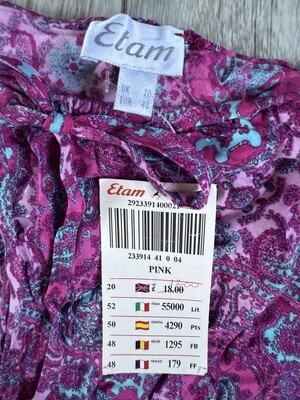 Etam
UK 20
EUR 48
Etam
2923391400021
233914 41 0 04
PINK
20 £ 18.00
52 55000 Lit
50 4290 Pts
48 1295 FB
48 179 FF